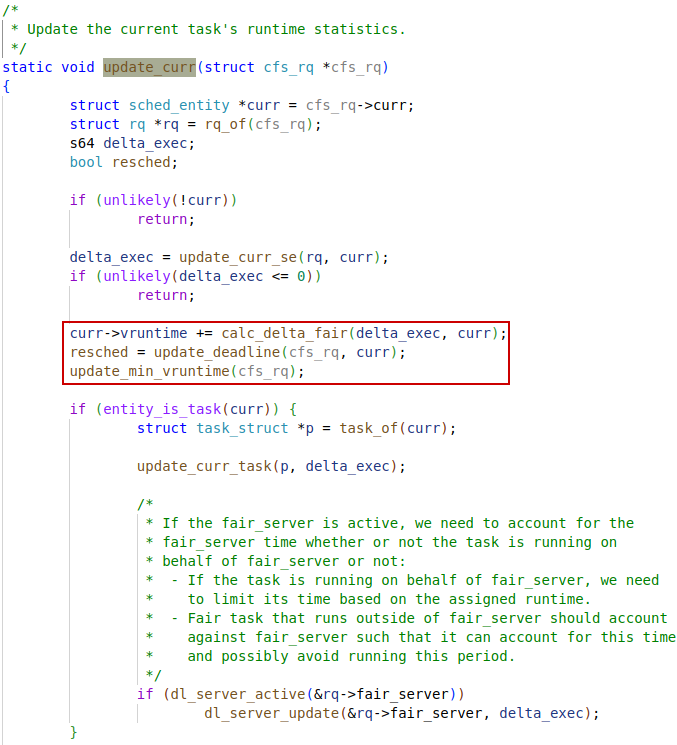 /*
 * Update the current task's runtime statistics.
 */
static void update_curr(struct cfs_rq *cfs_rq)
{
        struct sched_entity *curr = cfs_rq->curr;
        struct rq *rq = rq_of(cfs_rq);
        s64 delta_exec;
        bool resched;

        if (unlikely(!curr))
                return;

        delta_exec = update_curr_se(rq, curr);
        if (unlikely(delta_exec <= 0))
                return;

        curr->vruntime += calc_delta_fair(delta_exec, curr);
        resched = update_deadline(cfs_rq, curr);
        update_min_vruntime(cfs_rq);

        if (entity_is_task(curr)) {
                struct task_struct *p = task_of(curr);

                update_curr_task(p, delta_exec);

                /*
                 * If the fair_server is active, we need to account for the
                 * fair_server time whether or not the task is running on
                 * behalf of fair_server or not:
                 *  - If the task is running on behalf of fair_server, we need
                 *    to limit its time based on the assigned runtime.
                 *  - Fair task that runs outside of fair_server should account
                 *    against fair_server such that it can account for this time
                 *    and possibly avoid running this period.
                 */
                if (dl_server_active(&rq->fair_server))
                        dl_server_update(&rq->fair_server, delta_exec);
        }